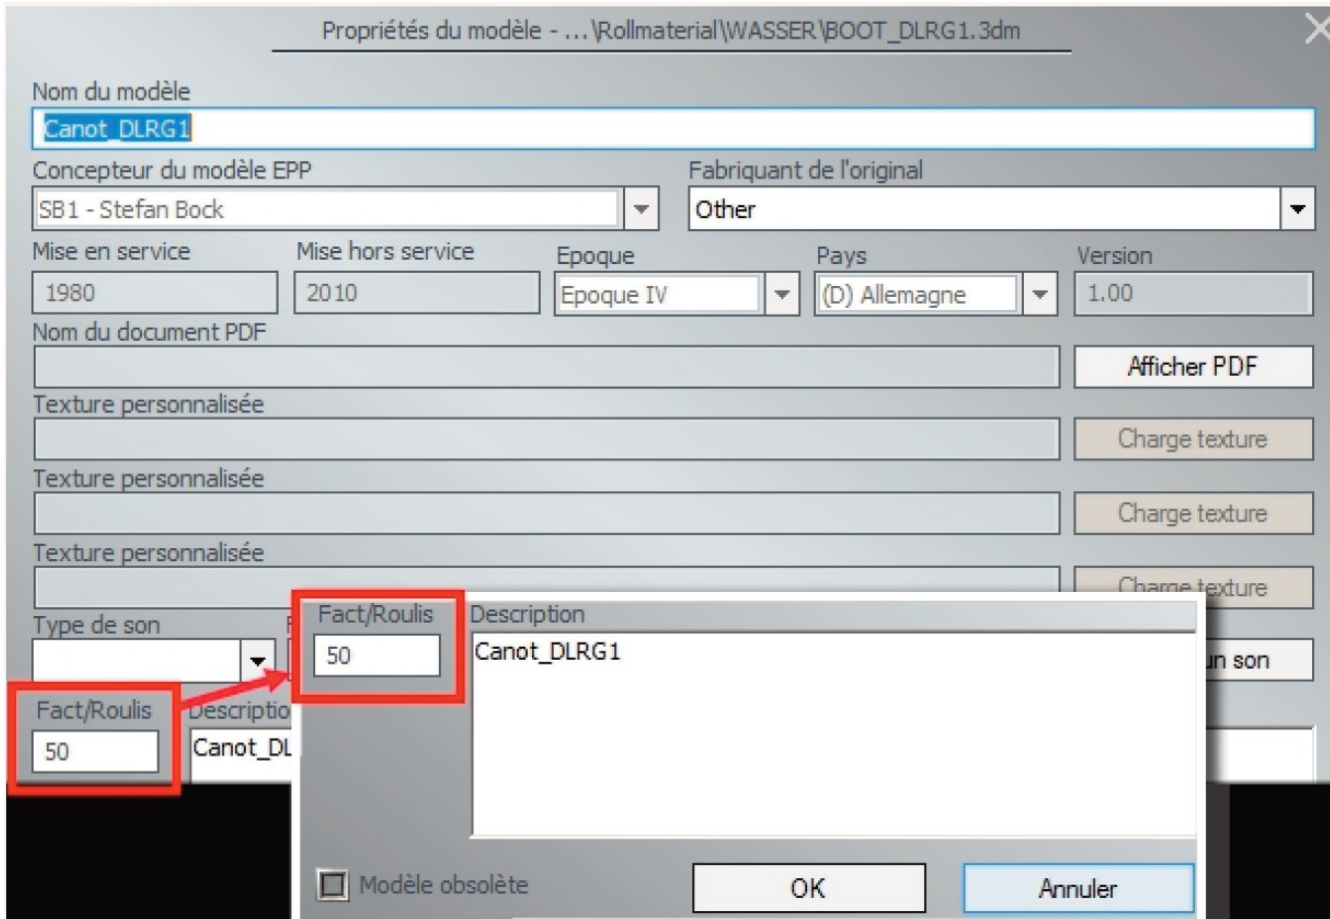 Propriétés du modèle - ...\Rollmaterial\WASSER\BOOT_DLRG1.3dm
Nom du modèle
Canot_DLRG1
Concepteur du modèle EPP Fabriquant de l'original
SB1 - Stefan Bock Other
Mise en service Mise hors service Epoque Pays Version
1980 2010 Epoque IV (D) Allemagne 1.00
Nom du document PDF
Afficher PDF
Texture personnalisée
Charge texture
Texture personnalisée
Charge texture
Texture personnalisée
Charge texture
Type de son
un son
Fact/Roulis Descriptio
50 Canot_DL
Fact/Roulis Description
50 Canot_DLRG1
Modèle obsolète OK Annuler